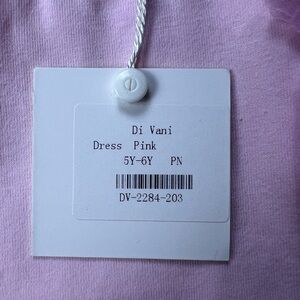 Di Vani
Dress Pink
5Y-6Y PN
DV-2284-203